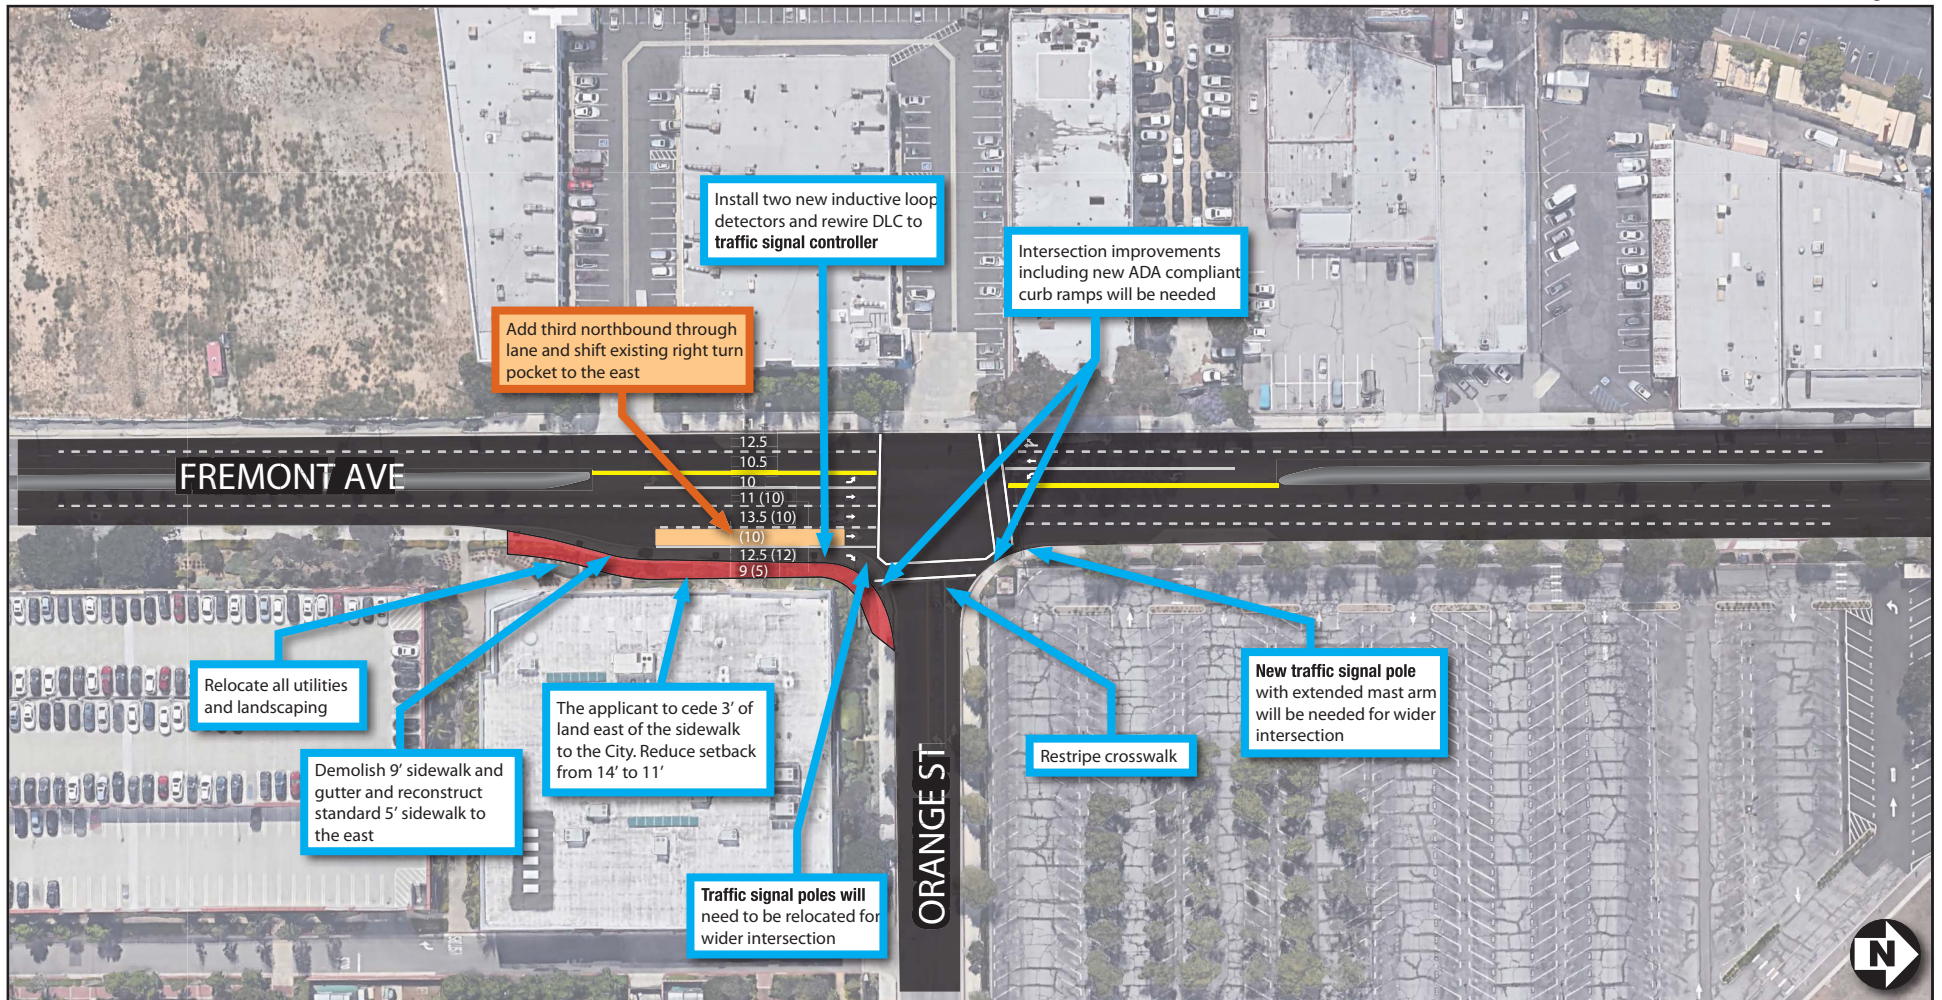 Install two new inductive loop
detectors and rewire DLC to
traffic signal controller
Intersection improvements
including new ADA compliant
curb ramps will be needed
Add third northbound through
lane and shift existing right turn
pocket to the east
FREMONT AVE
11
12.5
10.5
10
11 (10)
13.5 (10)
(10)
12.5 (12)
9 (5)
Relocate all utilities
and landscaping
Demolish 9’ sidewalk and
gutter and reconstruct
standard 5’ sidewalk to
the east
The applicant to cede 3’ of
land east of the sidewalk
to the City. Reduce setback
from 14’ to 11’
Traffic signal poles will
need to be relocated for
wider intersection
ORANGE ST
Restripe crosswalk
New traffic signal pole
with extended mast arm
will be needed for wider
intersection
N